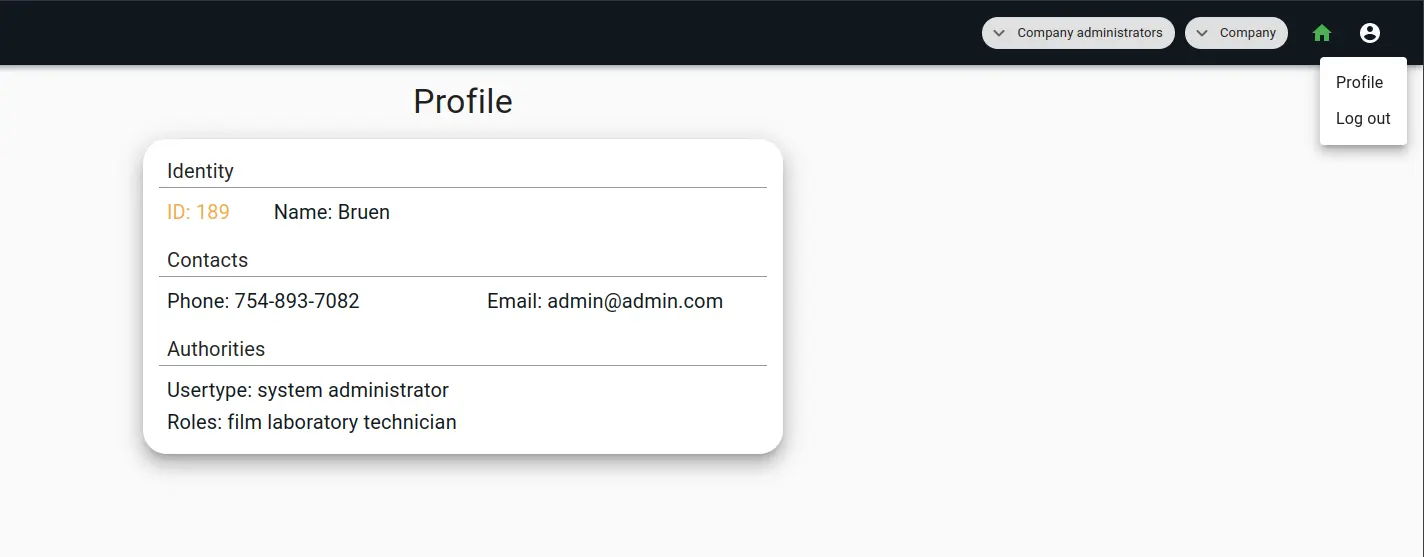 Company administrators Company
Profile
Log out
Profile
Identity
ID: 189 Name: Bruen
Contacts
Phone: 754-893-7082 Email: admin@admin.com
Authorities
Usertype: system administrator
Roles: film laboratory technician